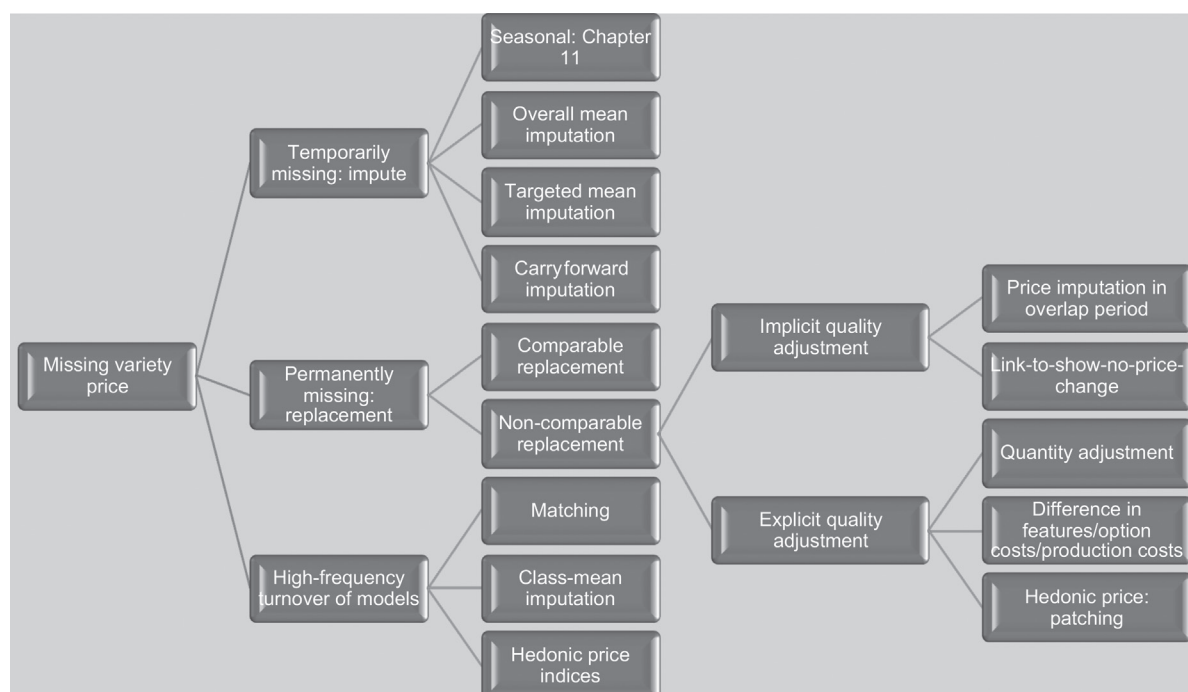 Missing variety
price
Temporarily
missing: impute
Seasonal: Chapter
11
Overall mean
imputation
Targeted mean
imputation
Carryforward
imputation
Permanently
missing:
replacement
Comparable
replacement
Non-comparable
replacement
Implicit quality
adjustment
Price imputation in
overlap period
Link-to-show-no-price-
change
Explicit quality
adjustment
Quantity adjustment
Difference in
features/option
costs/production costs
Hedonic price:
patching
High-frequency
turnover of models
Matching
Class-mean
imputation
Hedonic price
indices